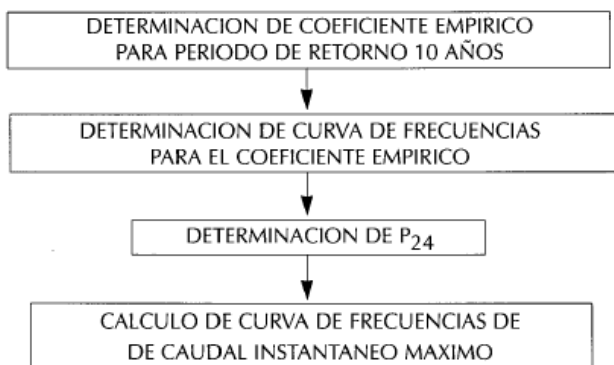 DETERMINACION DE COEFICIENTE EMPIRICO
PARA PERIODO DE RETORNO 10 AÑOS
DETERMINACION DE CURVA DE FRECUENCIAS
PARA EL COEFICIENTE EMPIRICO
DETERMINACION DE P24
CALCULO DE CURVA DE FRECUENCIAS DE
DE CAUDAL INSTANTANEO MAXIMO